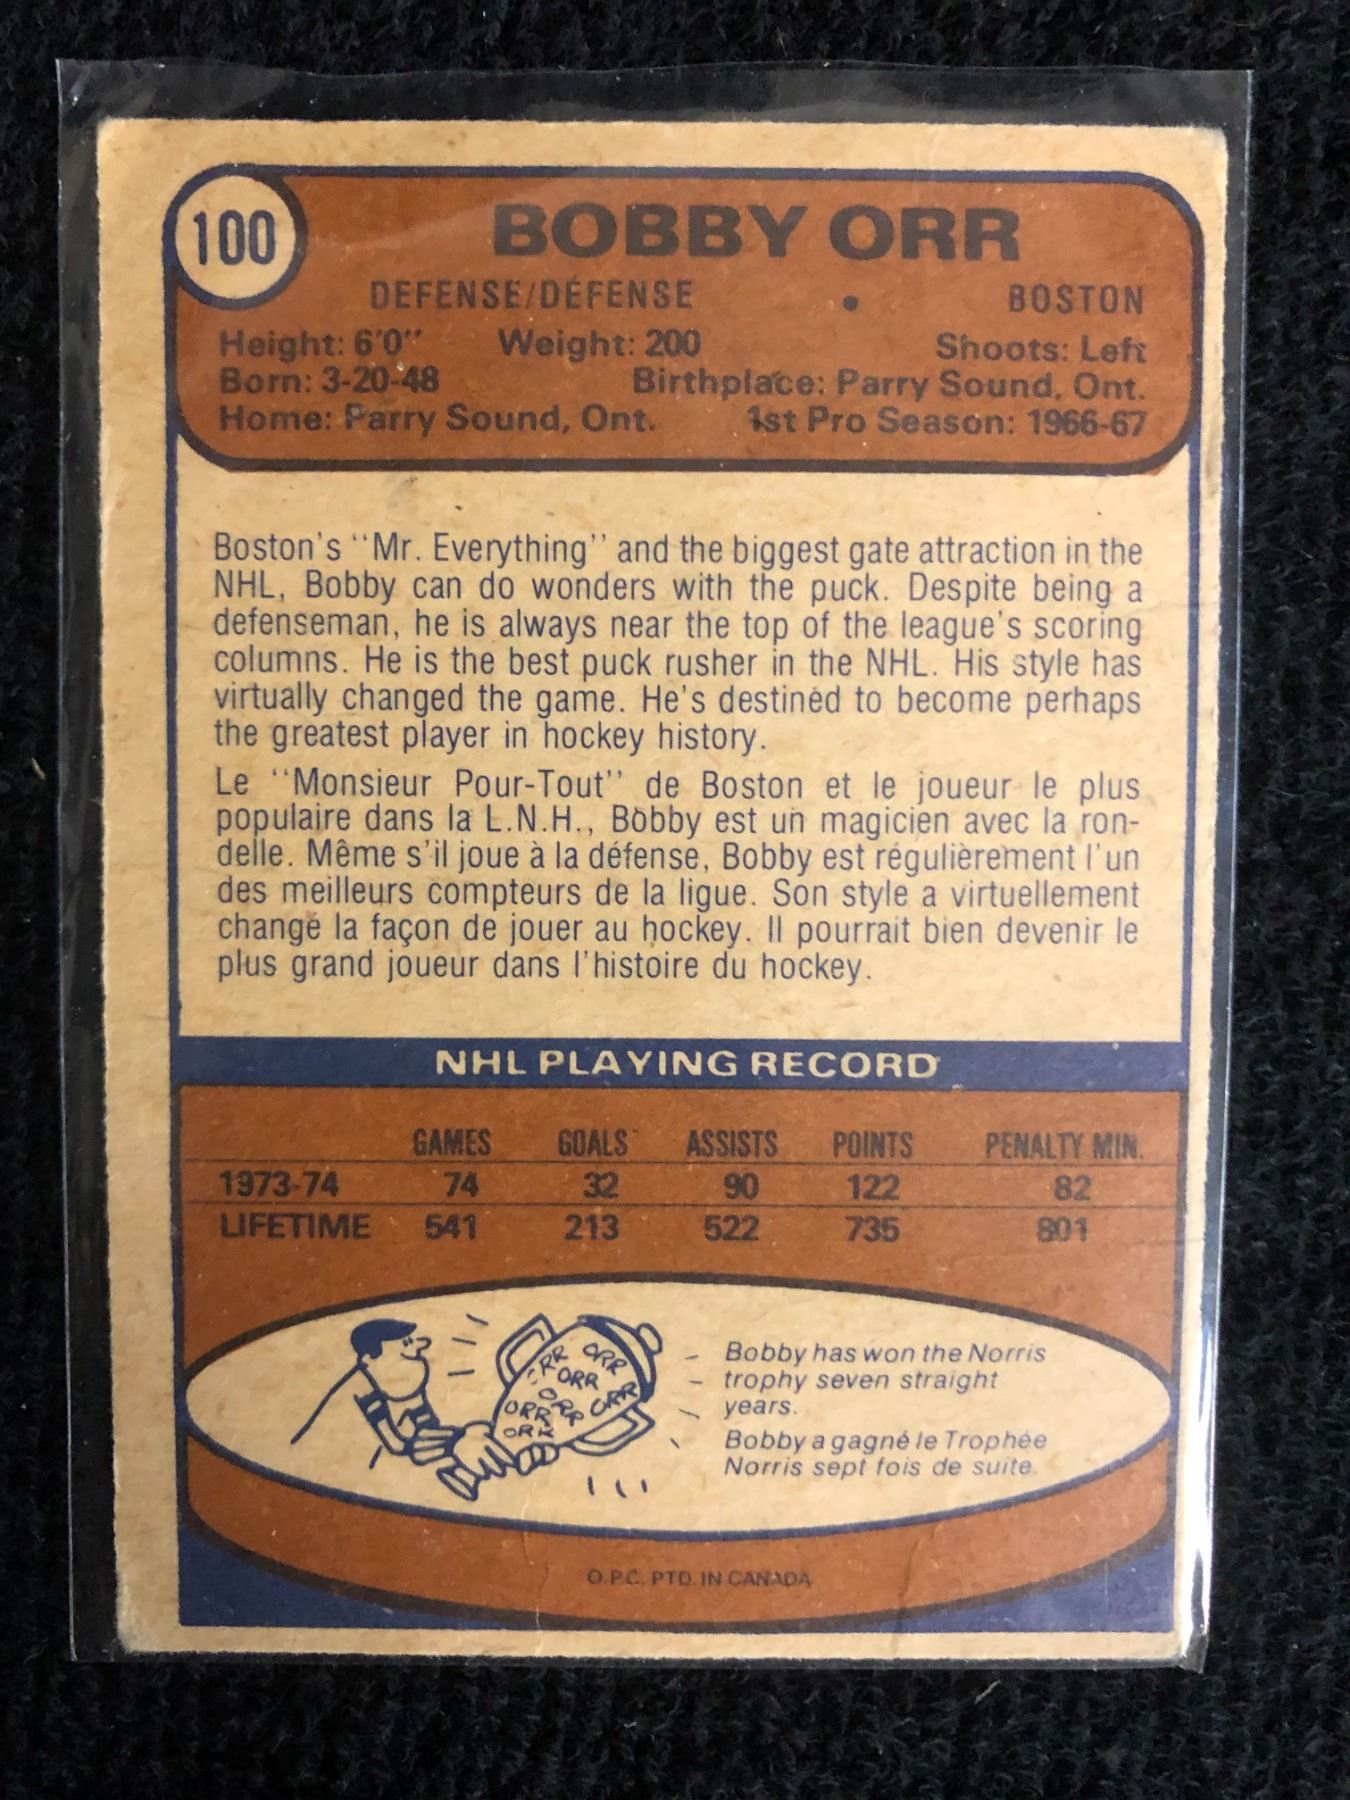 100
BOBBY ORR
DEFENSE/DÉFENSE • BOSTON
Height: 6'0" Weight: 200 Shoots: Left
Born: 3-20-48 Birthplace: Parry Sound, Ont.
Home: Parry Sound, Ont. 1st Pro Season: 1966-67
Boston's "Mr. Everything" and the biggest gate attraction in the
NHL, Bobby can do wonders with the puck. Despite being a
defenseman, he is always near the top of the league's scoring
columns. He is the best puck rusher in the NHL. His style has
virtually changed the game. He's destined to become perhaps
the greatest player in hockey history.
Le "Monsieur Pour-Tout" de Boston et le joueur le plus
populaire dans la L.N.H., Bobby est un magicien avec la ron-
delle. Même s'il joue à la défense, Bobby est régulièrement l'un
des meilleurs compteurs de la ligue. Son style a virtuellement
changé la façon de jouer au hockey. Il pourrait bien devenir le
plus grand joueur dans l'histoire du hockey.
NHL PLAYING RECORD
GAMES GOALS ASSISTS POINTS PENALTY MIN.
1973-74 74 32 90 122 82
LIFETIME 541 213 522 735 801
ORR ORR
ORR
ORR ORR ORR
ORR
Bobby has won the Norris
trophy seven straight
years.
Bobby a gagné le Trophée
Norris sept fois de suite.
O.P.C. PTD. IN CANADA